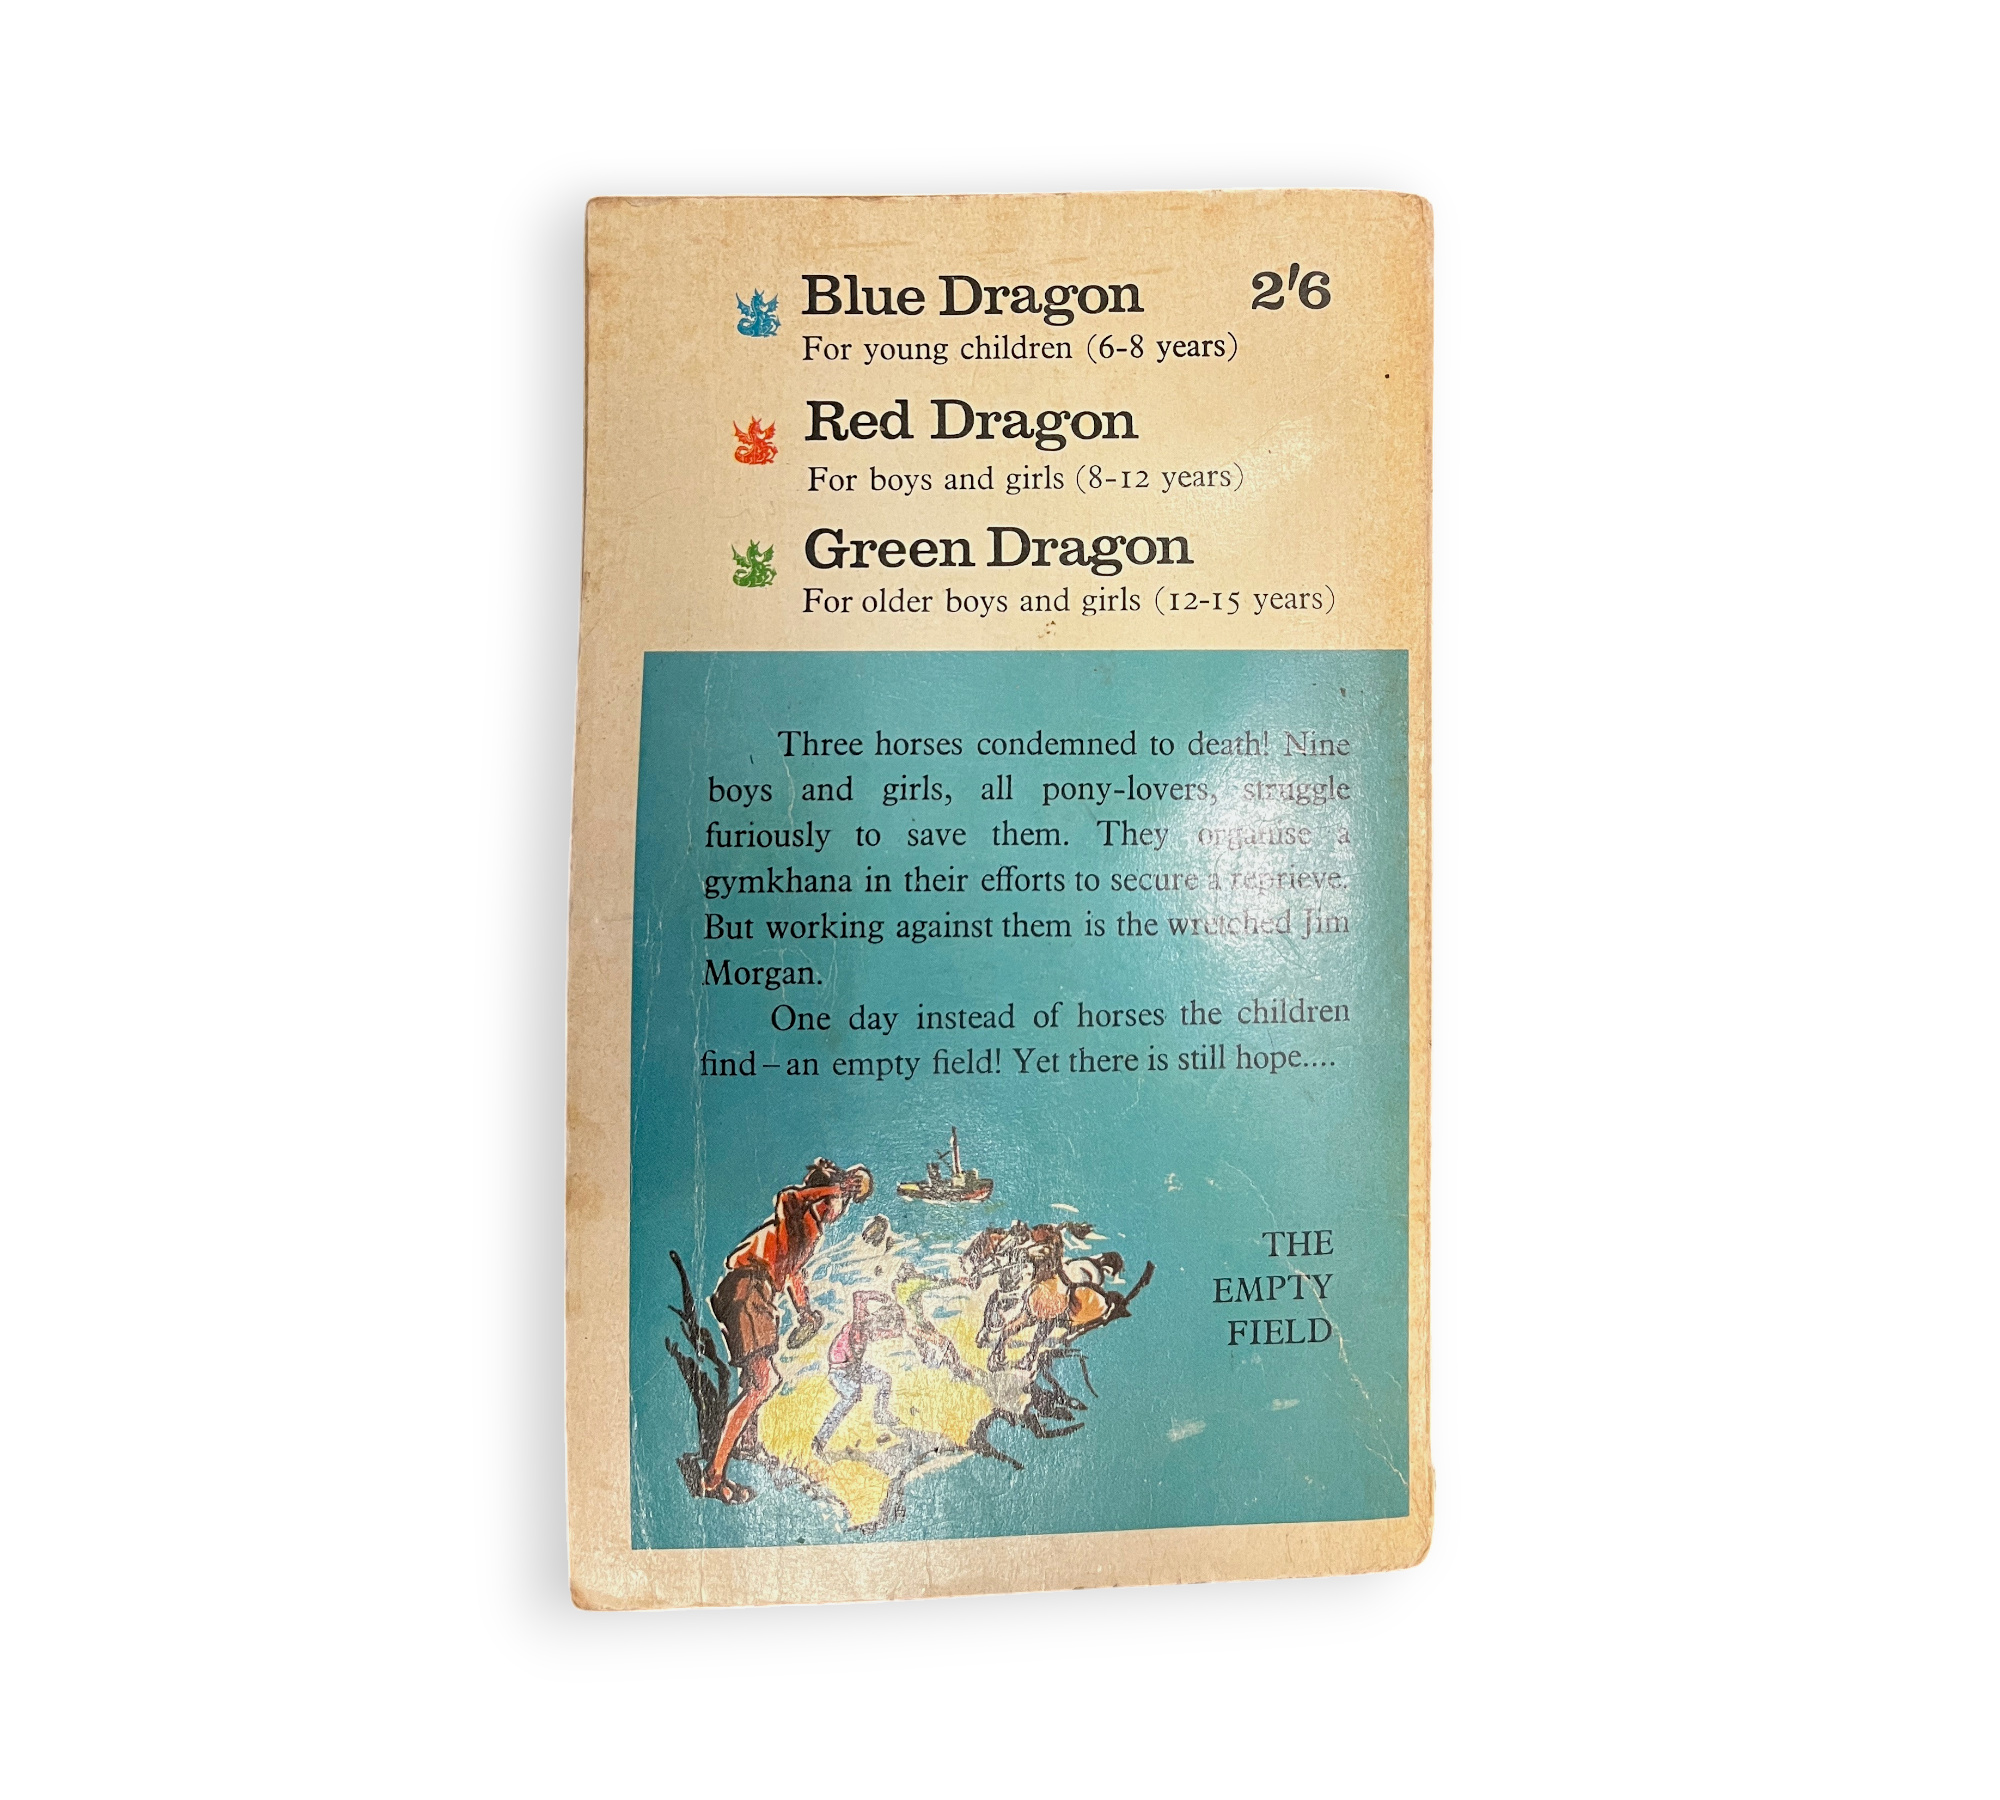 Blue Dragon 2'6
For young children (6-8 years)
Red Dragon
For boys and girls (8-12 years)
Green Dragon
For older boys and girls (12-15 years)
Three horses condemned to death! Nine
boys and girls, all pony-lovers, struggle
furiously to save them. They organise a
gymkhana in their efforts to secure a reprieve.
But working against them is the wretched Jim
Morgan.
One day instead of horses the children
find – an empty field! Yet there is still hope....
THE
EMPTY
FIELD